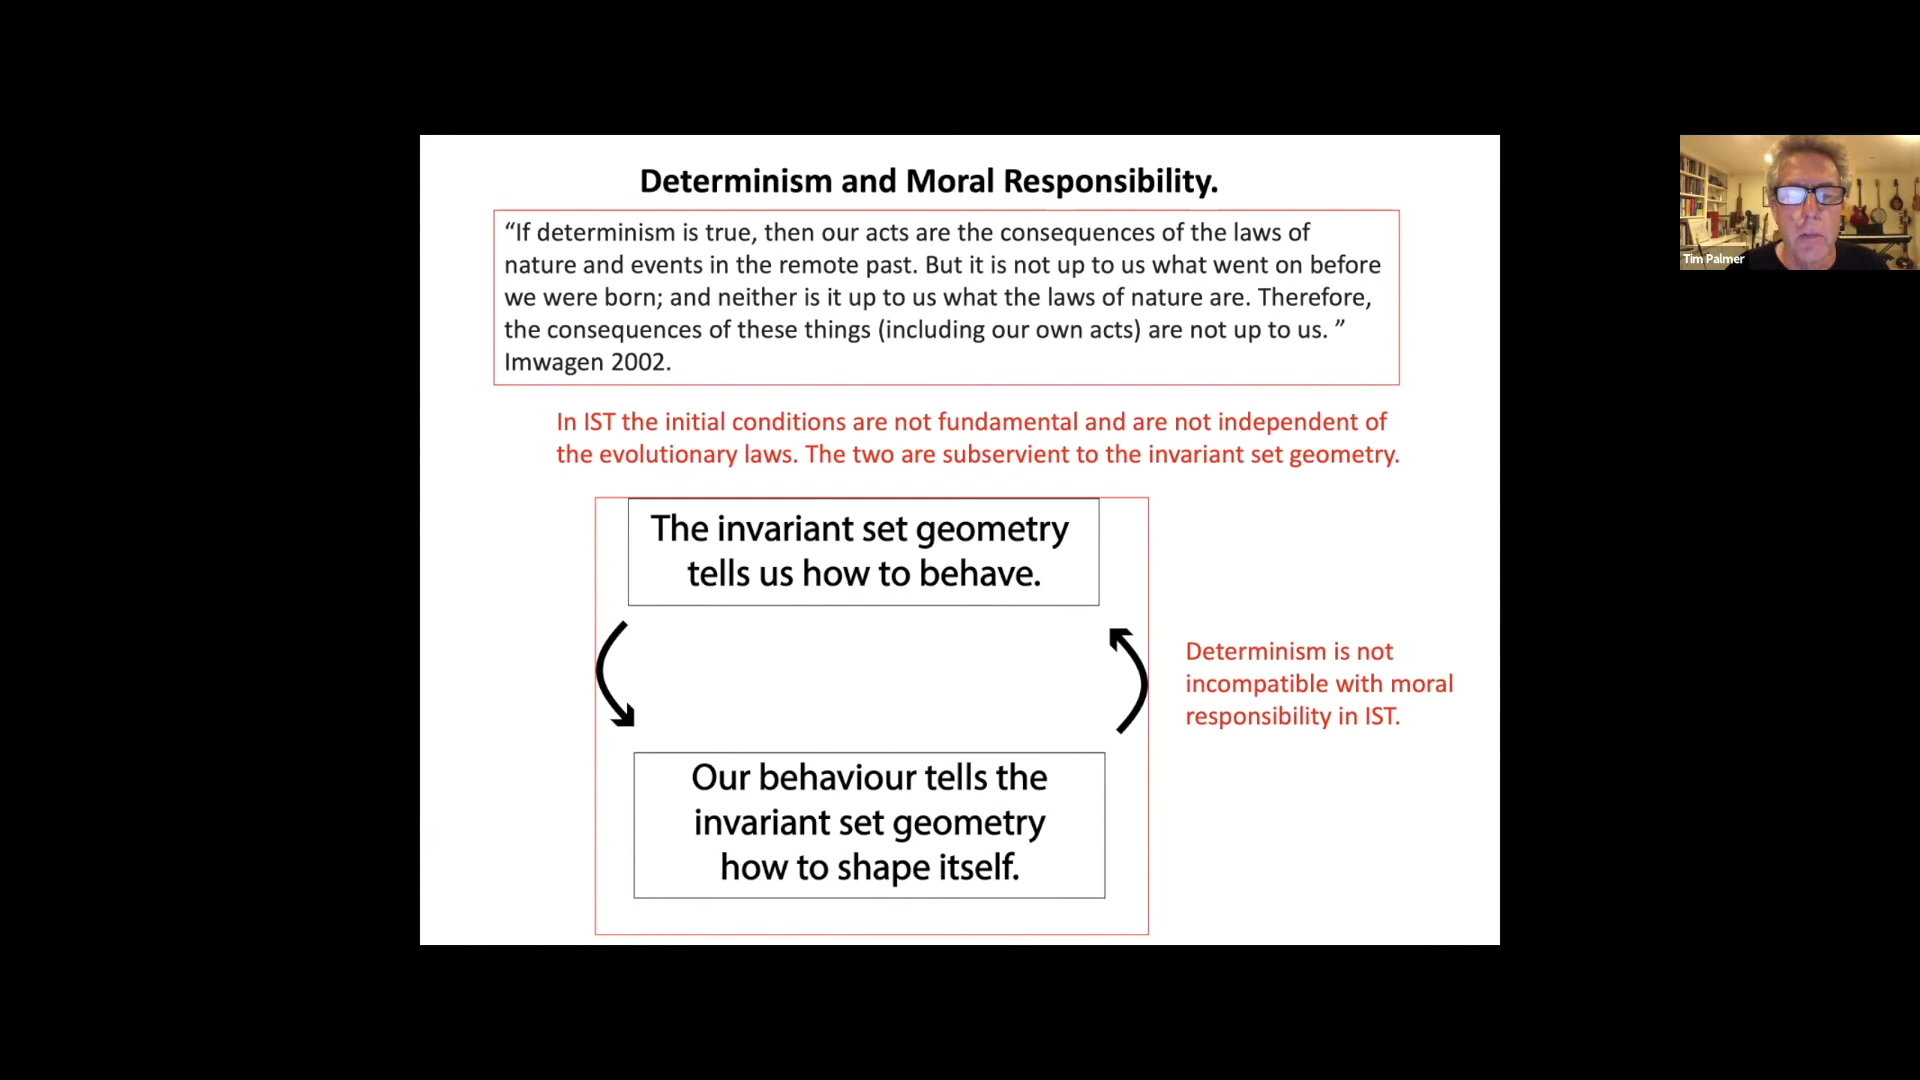 Determinism and Moral Responsibility.
“If determinism is true, then our acts are the consequences of the laws of
nature and events in the remote past. But it is not up to us what went on before
we were born; and neither is it up to us what the laws of nature are. Therefore,
the consequences of these things (including our own acts) are not up to us. ”
Imwagen 2002.
In IST the initial conditions are not fundamental and are not independent of
the evolutionary laws. The two are subservient to the invariant set geometry.
The invariant set geometry
tells us how to behave.
Determinism is not
incompatible with moral
responsibility in IST.
Our behaviour tells the
invariant set geometry
how to shape itself.
Tim Palmer